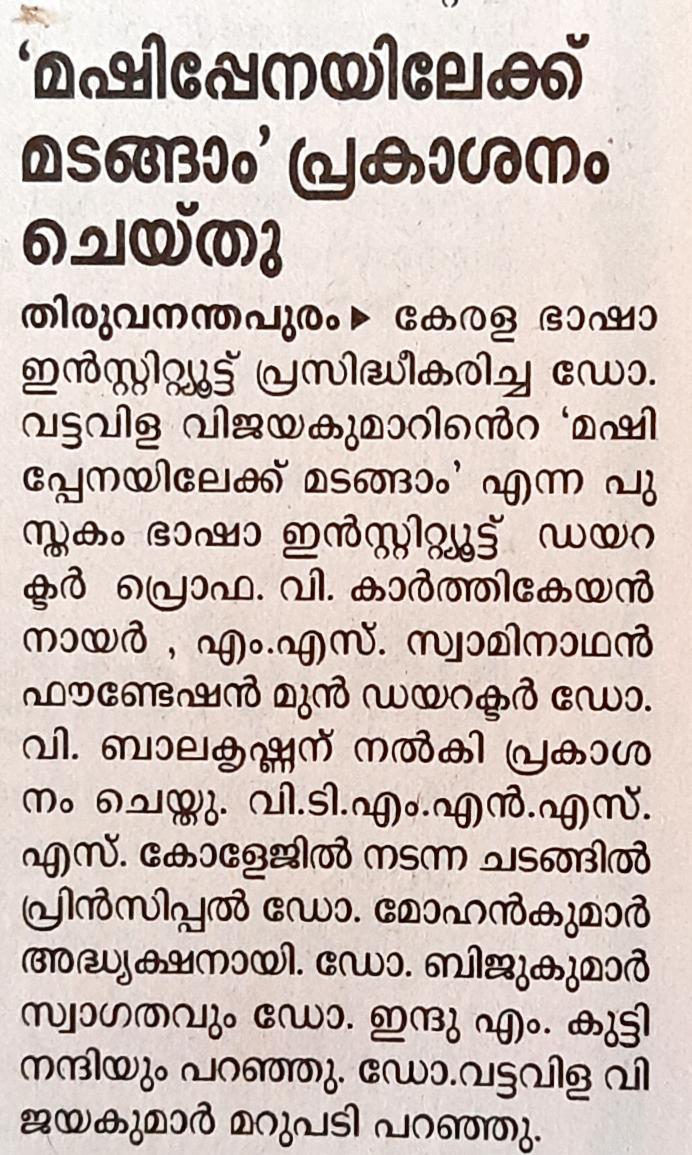 ‘മഷിപ്പേനയിലേക്ക്
മടങ്ങാം’ പ്രകാശനം
ചെയ്തു
തിരുവനന്തപുരം▶ കേരള ഭാഷാ
ഇൻസ്റ്റിറ്റ്യൂട്ട് പ്രസിദ്ധീകരിച്ച ഡോ.
വട്ടവിള വിജയകുമാറിന്‍റെ ‘മഷി
പ്പേനയിലേക്ക് മടങ്ങാം’ എന്ന പു
സ്തകം ഭാഷാ ഇൻസ്റ്റിറ്റ്യൂട്ട് ഡയറ
ക്ടർ പ്രൊഫ. വി. കാർത്തികേയൻ
നായർ , എം.എസ്. സ്വാമിനാഥൻ
ഫൗണ്ടേഷൻ മുൻ ഡയറക്ടർ ഡോ.
വി. ബാലകൃഷ്ണന് നൽകി പ്രകാശ
നം ചെയ്തു. വി.ടി.എം.എൻ.എസ്.
എസ്. കോളേജിൽ നടന്ന ചടങ്ങിൽ
പ്രിൻസിപ്പൽ ഡോ. മോഹൻകുമാർ
അദ്ധ്യക്ഷനായി. ഡോ. ബിജുകുമാർ
സ്വാഗതവും ഡോ. ഇന്ദു എം. കുട്ടി
നന്ദിയും പറഞ്ഞു. ഡോ.വട്ടവിള വി
ജയകുമാർ മറുപടി പറഞ്ഞു.